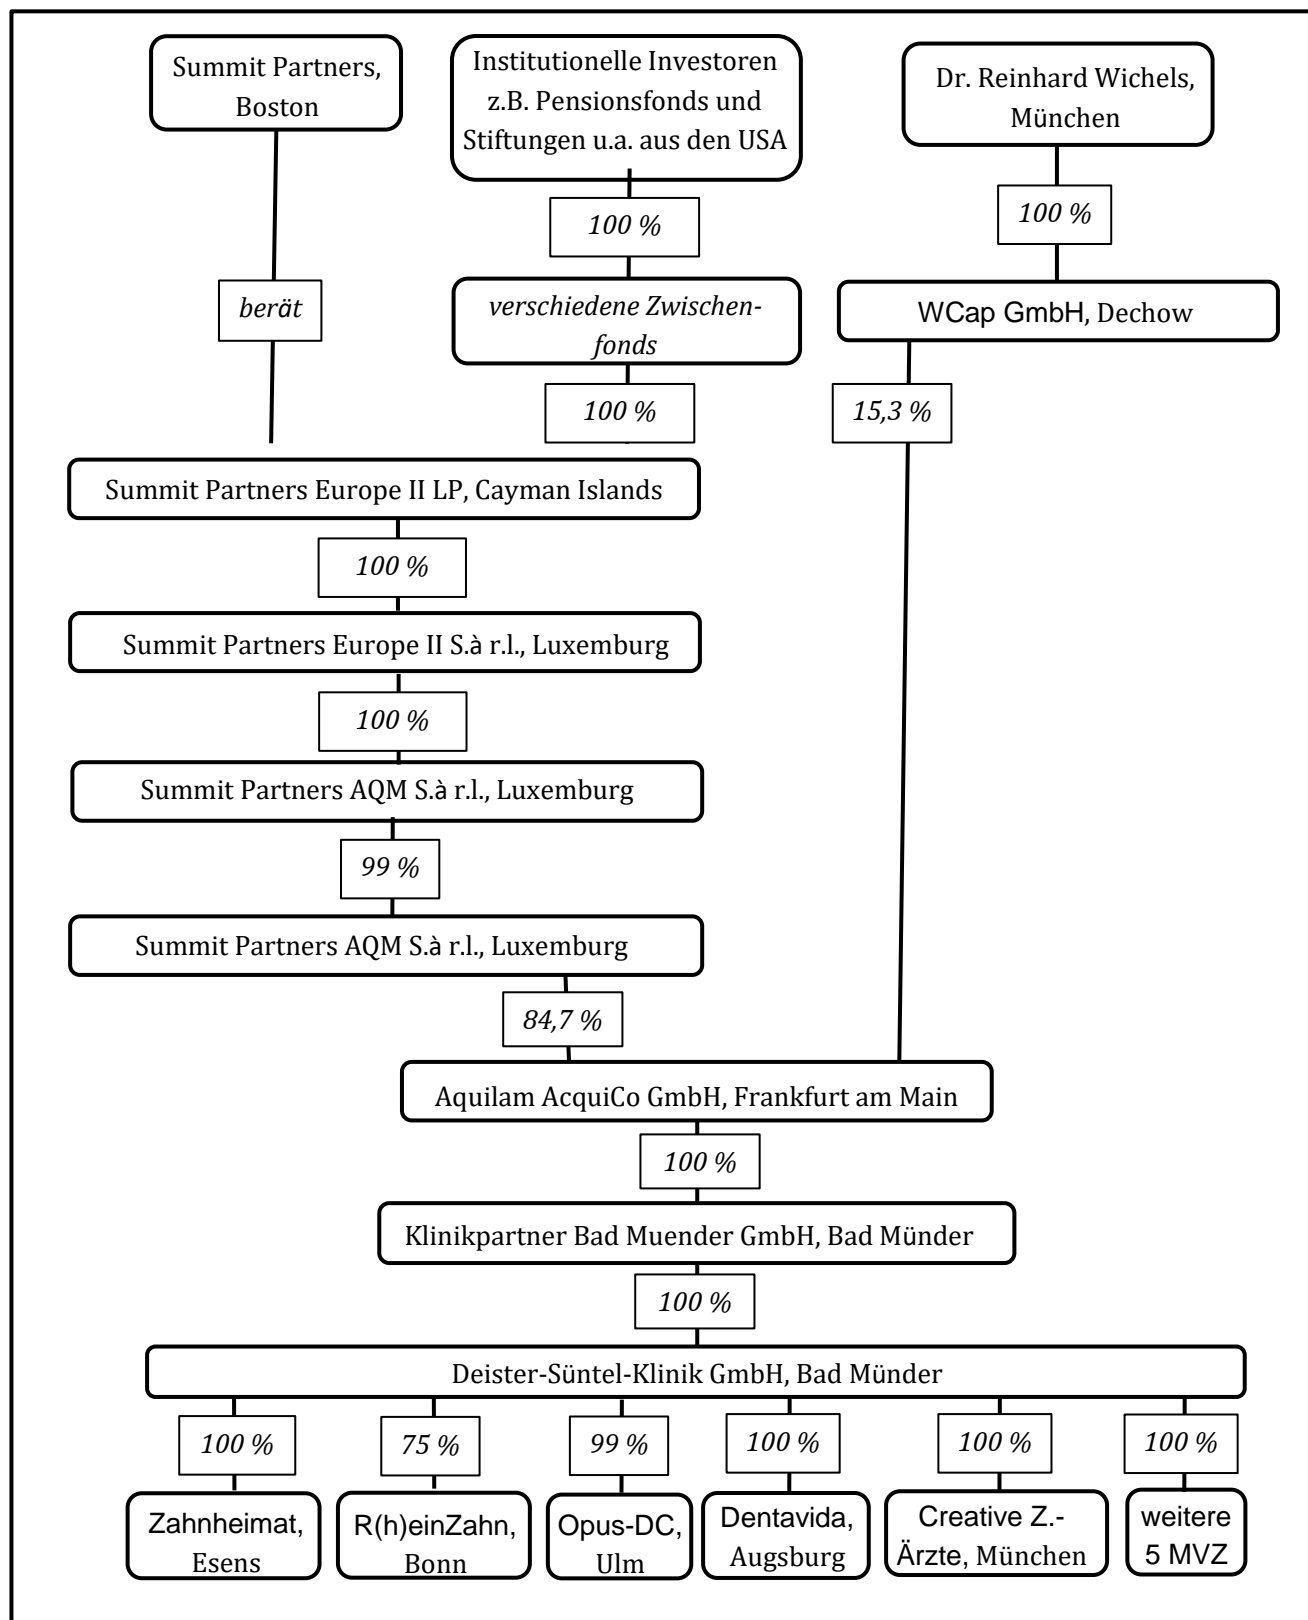 Summit Partners,
Boston
Institutionelle Investoren
z.B. Pensionsfonds und
Stiftungen u.a. aus den USA
Dr. Reinhard Wichels,
München
100 %
100 %
berät
verschiedene Zwischen-
fonds
WCap GmbH, Dechow
100 %
15,3 %
Summit Partners Europe II LP, Cayman Islands
100 %
Summit Partners Europe II S.à r.l., Luxemburg
100 %
Summit Partners AQM S.à r.l., Luxemburg
99 %
Summit Partners AQM S.à r.l., Luxemburg
84,7 %
Aquilam AcquiCo GmbH, Frankfurt am Main
100 %
Klinikpartner Bad Muender GmbH, Bad Münder
100 %
Deister-Süntel-Klinik GmbH, Bad Münder
100 %
75 %
99 %
100 %
100 %
100 %
Zahnheimat,
Esens
R(h)einZahn,
Bonn
Opus-DC,
Ulm
Dentavida,
Augsburg
Creative Z.-
Ärzte, München
weitere
5 MVZ